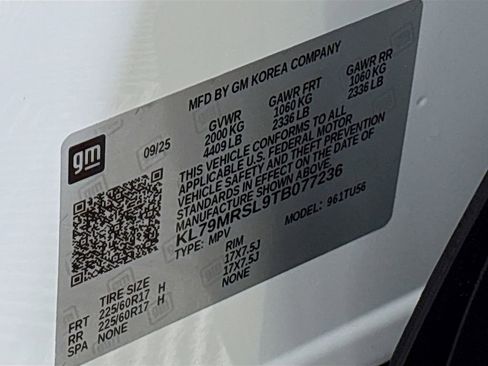 gm
09/25
MFD BY GM KOREA COMPANY
GVWR GAWR FRT GAWR RR
2000 KG 1060 KG 1060 KG
4409 LB 2336 LB 2336 LB
THIS VEHICLE CONFORMS TO ALL
APPLICABLE U.S. FEDERAL MOTOR
VEHICLE SAFETY AND THEFT PREVENTION
STANDARDS IN EFFECT ON THE DATE OF
MANUFACTURE SHOWN ABOVE.
KL79MRSL9TB077236
TYPE: MPV MODEL: 961TU56
TIRE SIZE RIM
FRT 225/60R17 H 17X7.5J
RR 225/60R17 H 17X7.5J
SPA NONE NONE